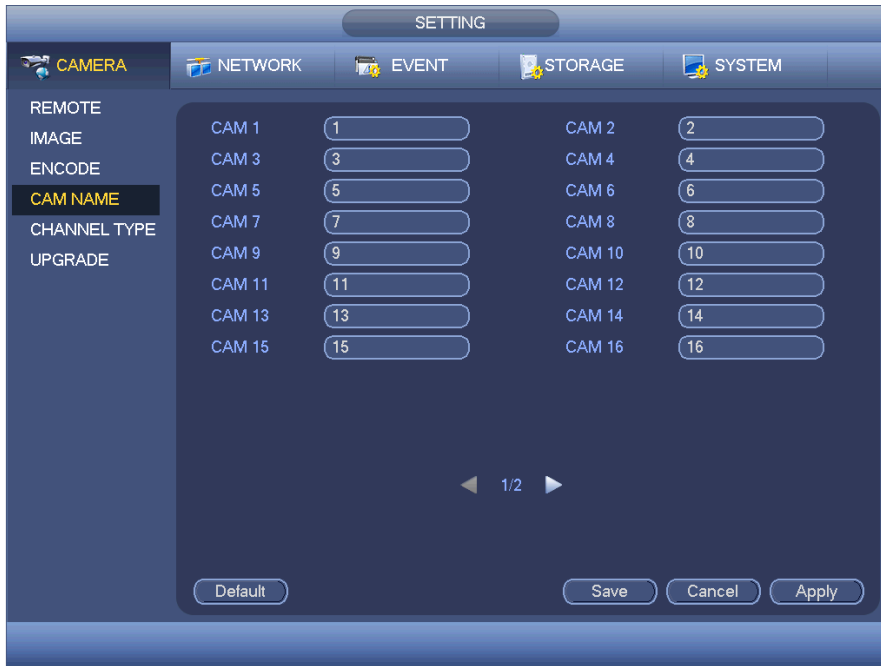 SETTING
CAMERA NETWORK EVENT STORAGE SYSTEM
REMOTE
IMAGE
ENCODE
CAM NAME
CHANNEL TYPE
UPGRADE
CAM 1 1 CAM 2 2
CAM 3 3 CAM 4 4
CAM 5 5 CAM 6 6
CAM 7 7 CAM 8 8
CAM 9 9 CAM 10 10
CAM 11 11 CAM 12 12
CAM 13 13 CAM 14 14
CAM 15 15 CAM 16 16
1/2
Default Save Cancel Apply